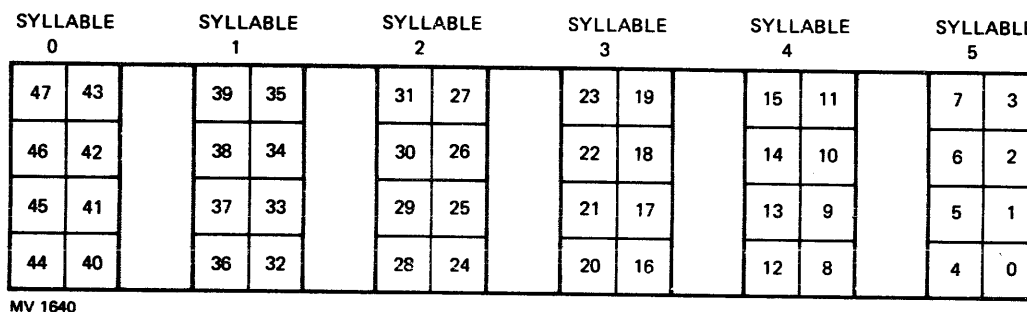 SYLLABLE SYLLABLE SYLLABLE SYLLABLE SYLLABLE SYLLABLE
0 1 2 3 4 5
47 43 39 35 31 27 23 19 15 11 7 3
46 42 38 34 30 26 22 18 14 10 6 2
45 41 37 33 29 25 21 17 13 9 5 1
44 40 36 32 28 24 20 16 12 8 4 0
MV 1640